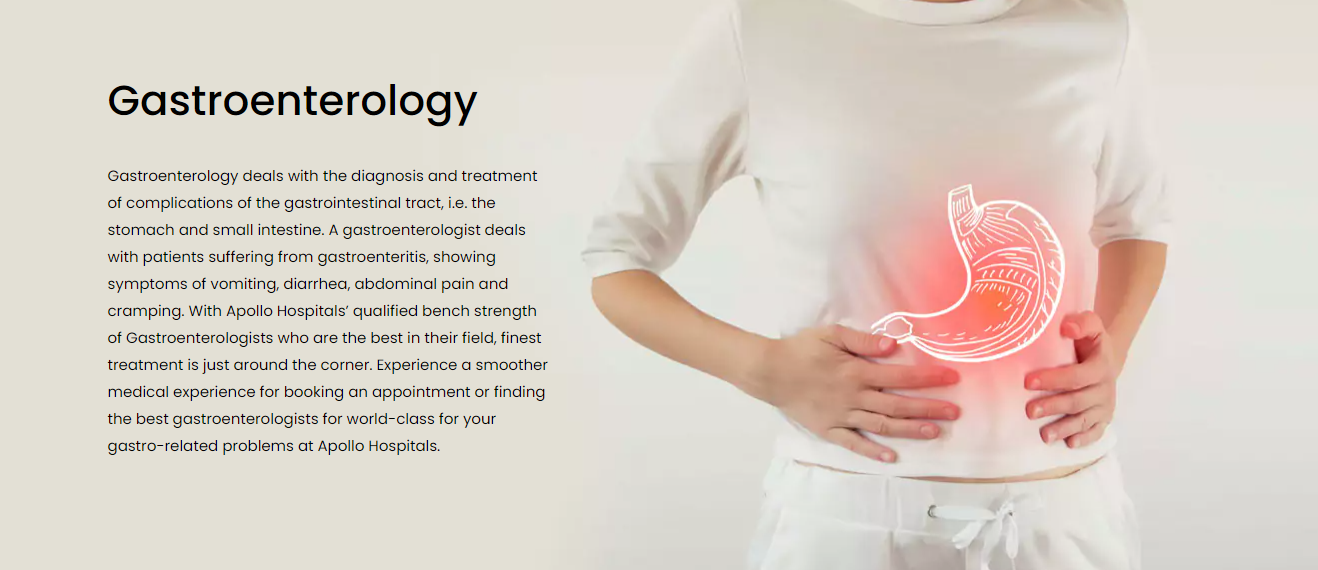 Gastroenterology
Gastroenterology deals with the diagnosis and treatment
of complications of the gastrointestinal tract, i.e. the
stomach and small intestine. A gastroenterologist deals
with patients suffering from gastroenteritis, showing
symptoms of vomiting, diarrhea, abdominal pain and
cramping. With Apollo Hospitals’ qualified bench strength
of Gastroenterologists who are the best in their field, finest
treatment is just around the corner. Experience a smoother
medical experience for booking an appointment or finding
the best gastroenterologists for world-class for your
gastro-related problems at Apollo Hospitals.